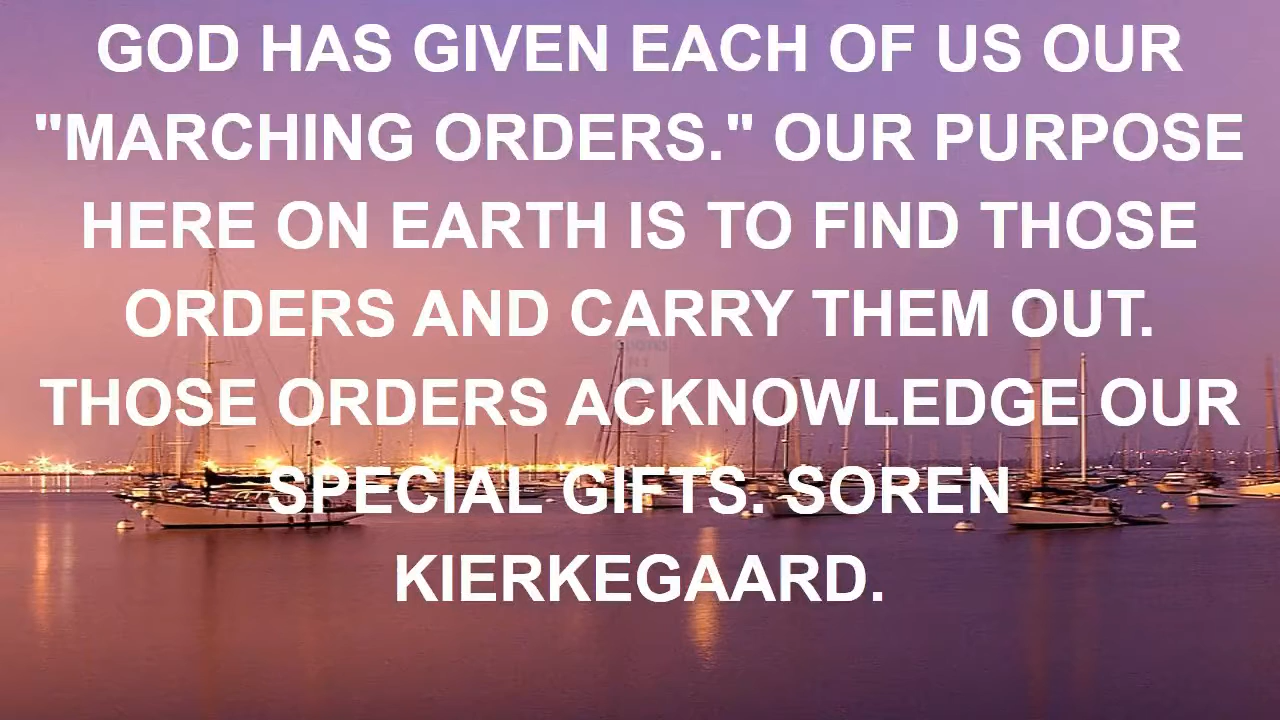 GOD HAS GIVEN EACH OF US OUR
"MARCHING ORDERS." OUR PURPOSE
HERE ON EARTH IS TO FIND THOSE
ORDERS AND CARRY THEM OUT.
THOSE ORDERS ACKNOWLEDGE OUR
SPECIAL GIFTS. SOREN
KIERKEGAARD.